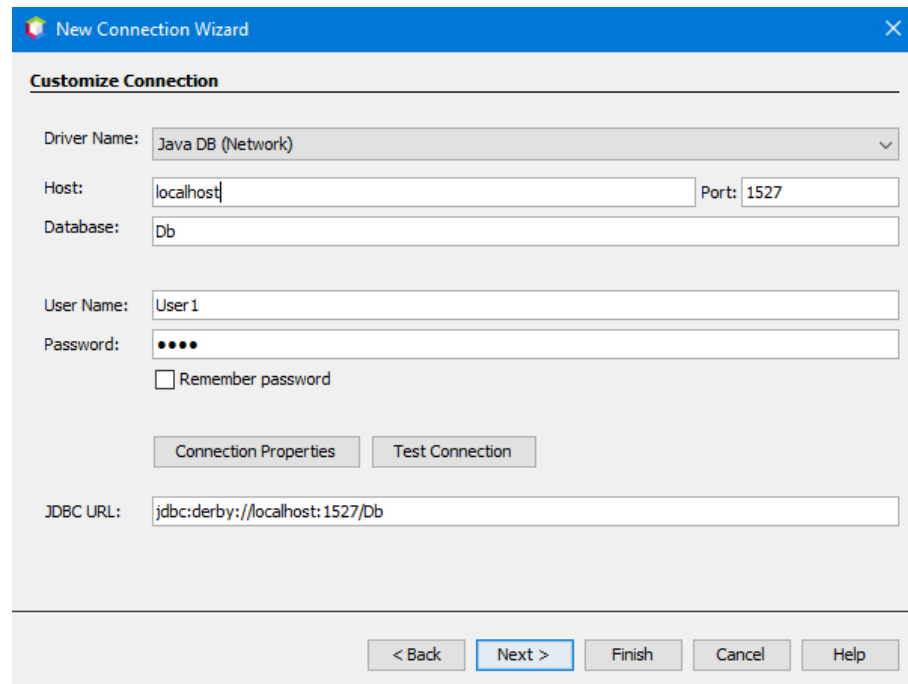 New Connection Wizard
Customize Connection
Driver Name: Java DB (Network)
Host: localhost Port: 1527
Database: Db
User Name: User1
Password: ••••
Remember password
Connection Properties Test Connection
JDBC URL: jdbc:derby://localhost:1527/Db
< Back Next > Finish Cancel Help